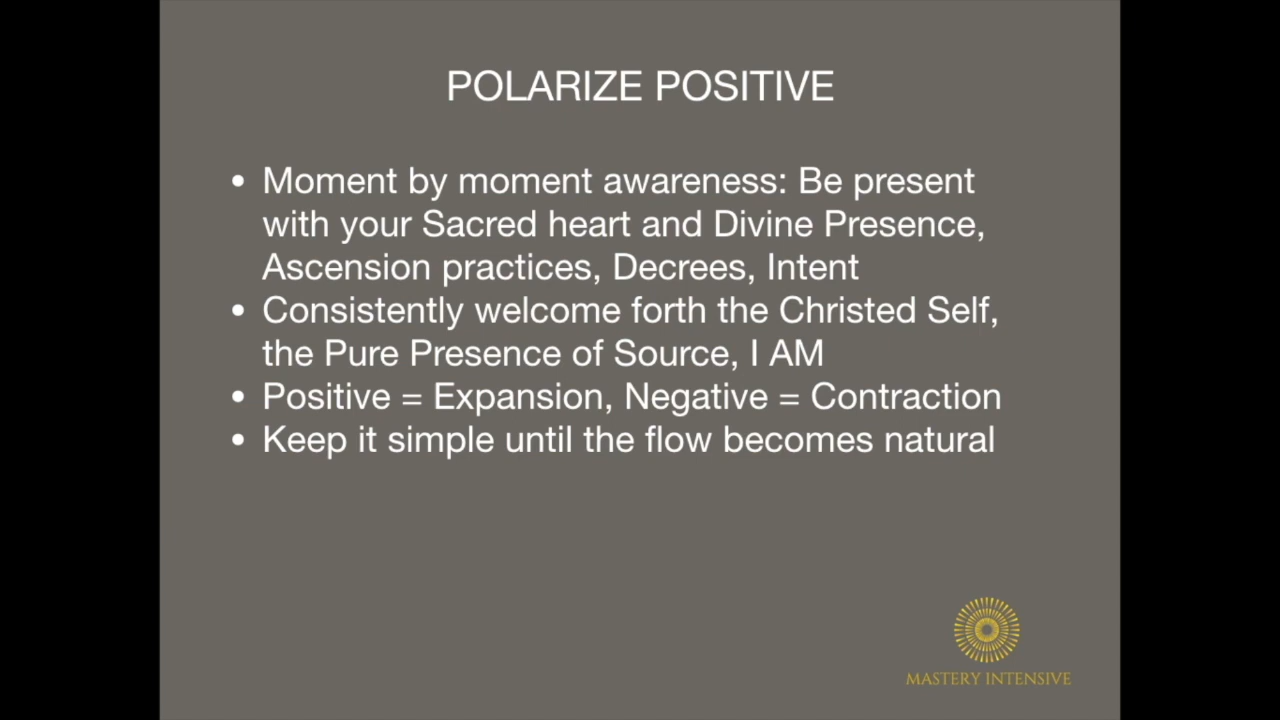 POLARIZE POSITIVE
• Moment by moment awareness: Be present
with your Sacred heart and Divine Presence,
Ascension practices, Decrees, Intent
• Consistently welcome forth the Christed Self,
the Pure Presence of Source, I AM
• Positive = Expansion, Negative = Contraction
• Keep it simple until the flow becomes natural
MASTERY INTENSIVE